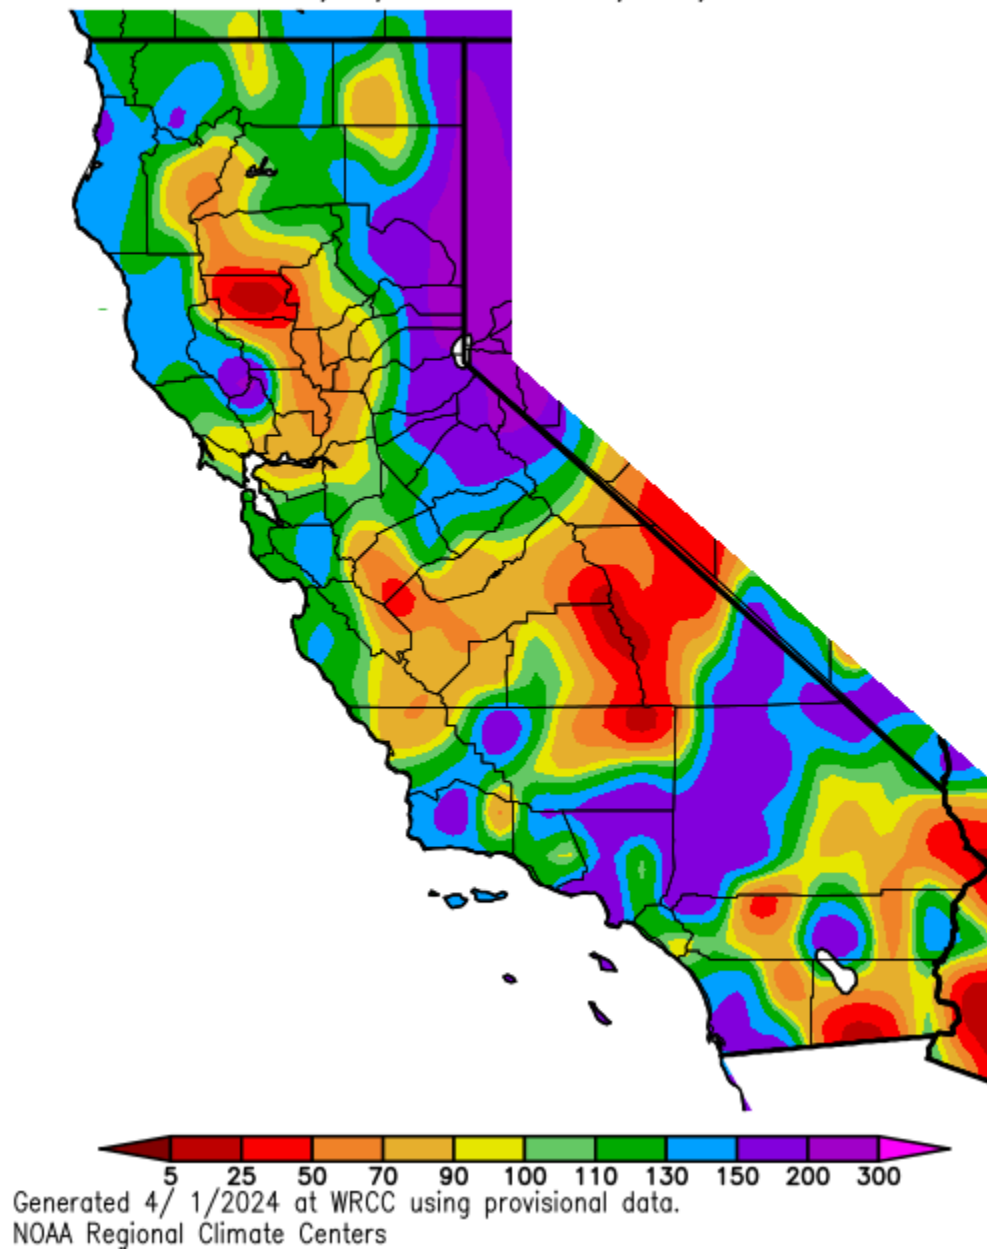 5 25 50 70 90 100 110 130 150 200 300
Generated 4/ 1/2024 at WRCC using provisional data.
NOAA Regional Climate Centers